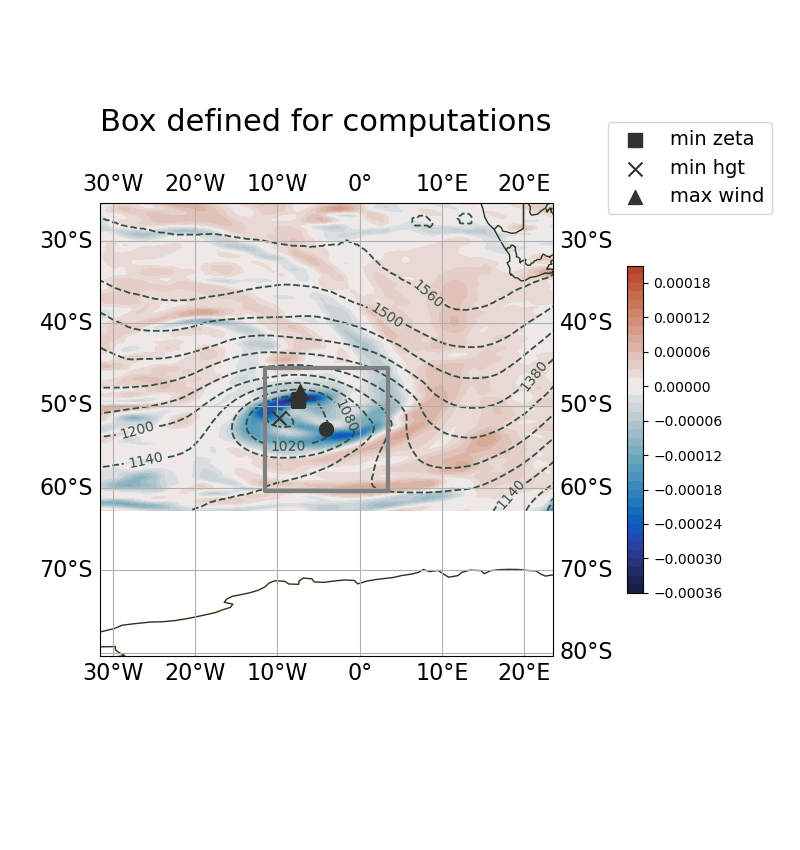 Box defined for computations
min zeta
min hgt
max wind
30°W 20°W 10°W 0° 10°E 20°E
30°S 30°S
40°S 40°S
50°S 50°S
60°S 60°S
70°S 70°S
80°S
30°W 20°W 10°W 0° 10°E 20°E
1560
1500
1380
1200
1140
1080
1020
1140
0.00018
0.00012
0.00006
0.00000
−0.00006
−0.00012
−0.00018
−0.00024
−0.00030
−0.00036